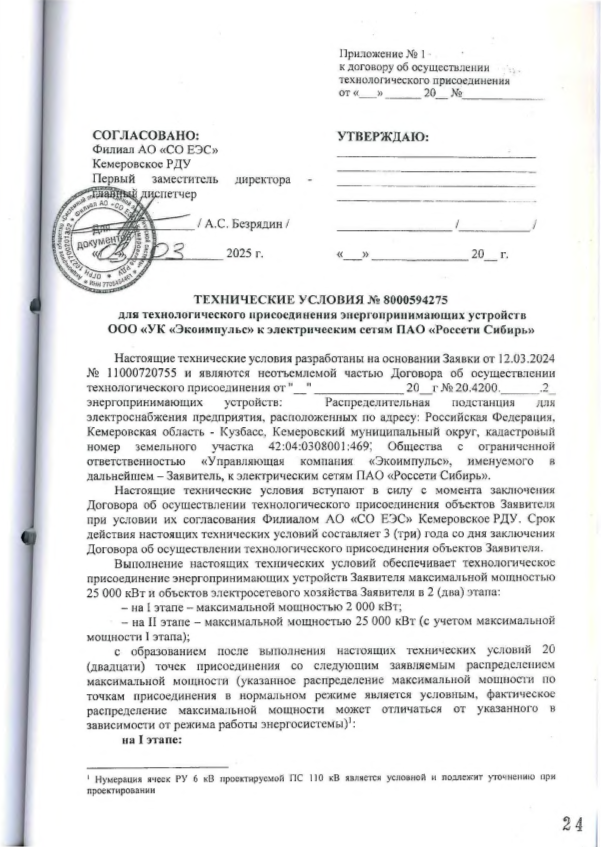 Приложение № 1
к договору об осуществлении
технологического присоединения
от «___» ______ 20__ №____________
СОГЛАСОВАНО:
Филиал АО «СО ЕЭС»
Кемеровское РДУ
Первый заместитель директора -
главный диспетчер
/ А.С. Безрядин /
03 2025 г.
Для документов
УТВЕРЖДАЮ:
/____________/
«___» ____________ 20__ г.
ТЕХНИЧЕСКИЕ УСЛОВИЯ № 8000594275
для технологического присоединения энергопринимающих устройств
ООО «УК «Экоимпульс» к электрическим сетям ПАО «Россети Сибирь»
Настоящие технические условия разработаны на основании Заявки от 12.03.2024
№ 11000720755 и являются неотъемлемой частью Договора об осуществлении
технологического присоединения от "__" ______________ 20__г № 20.4200.______.2_
энергопринимающих устройств: Распределительная подстанция для
электроснабжения предприятия, расположенных по адресу: Российская Федерация,
Кемеровская область - Кузбасс, Кемеровский муниципальный округ, кадастровый
номер земельного участка 42:04:0308001:469; Общества с ограниченной
ответственностью «Управляющая компания «Экоимпульс», именуемого в
дальнейшем – Заявитель, к электрическим сетям ПАО «Россети Сибирь».
Настоящие технические условия вступают в силу с момента заключения
Договора об осуществлении технологического присоединения объектов Заявителя
при условии их согласования Филиалом АО «СО ЕЭС» Кемеровское РДУ. Срок
действия настоящих технических условий составляет 3 (три) года со дня заключения
Договора об осуществлении технологического присоединения объектов Заявителя.
Выполнение настоящих технических условий обеспечивает технологическое
присоединение энергопринимающих устройств Заявителя максимальной мощностью
25 000 кВт и объектов электросетевого хозяйства Заявителя в 2 (два) этапа:
– на I этапе – максимальной мощностью 2 000 кВт;
– на II этапе – максимальной мощностью 25 000 кВт (с учетом максимальной
мощности I этапа);
с образованием после выполнения настоящих технических условий 20
(двадцати) точек присоединения со следующим заявляемым распределением
максимальной мощности (указанное распределение максимальной мощности по
точкам присоединения в нормальном режиме является условным, фактическое
распределение максимальной мощности может отличаться от указанного в
зависимости от режима работы энергосистемы)¹:
на I этапе:
¹ Нумерация ячеек РУ 6 кВ проектируемой ПС 110 кВ является условной и подлежит уточнению при
проектировании
24